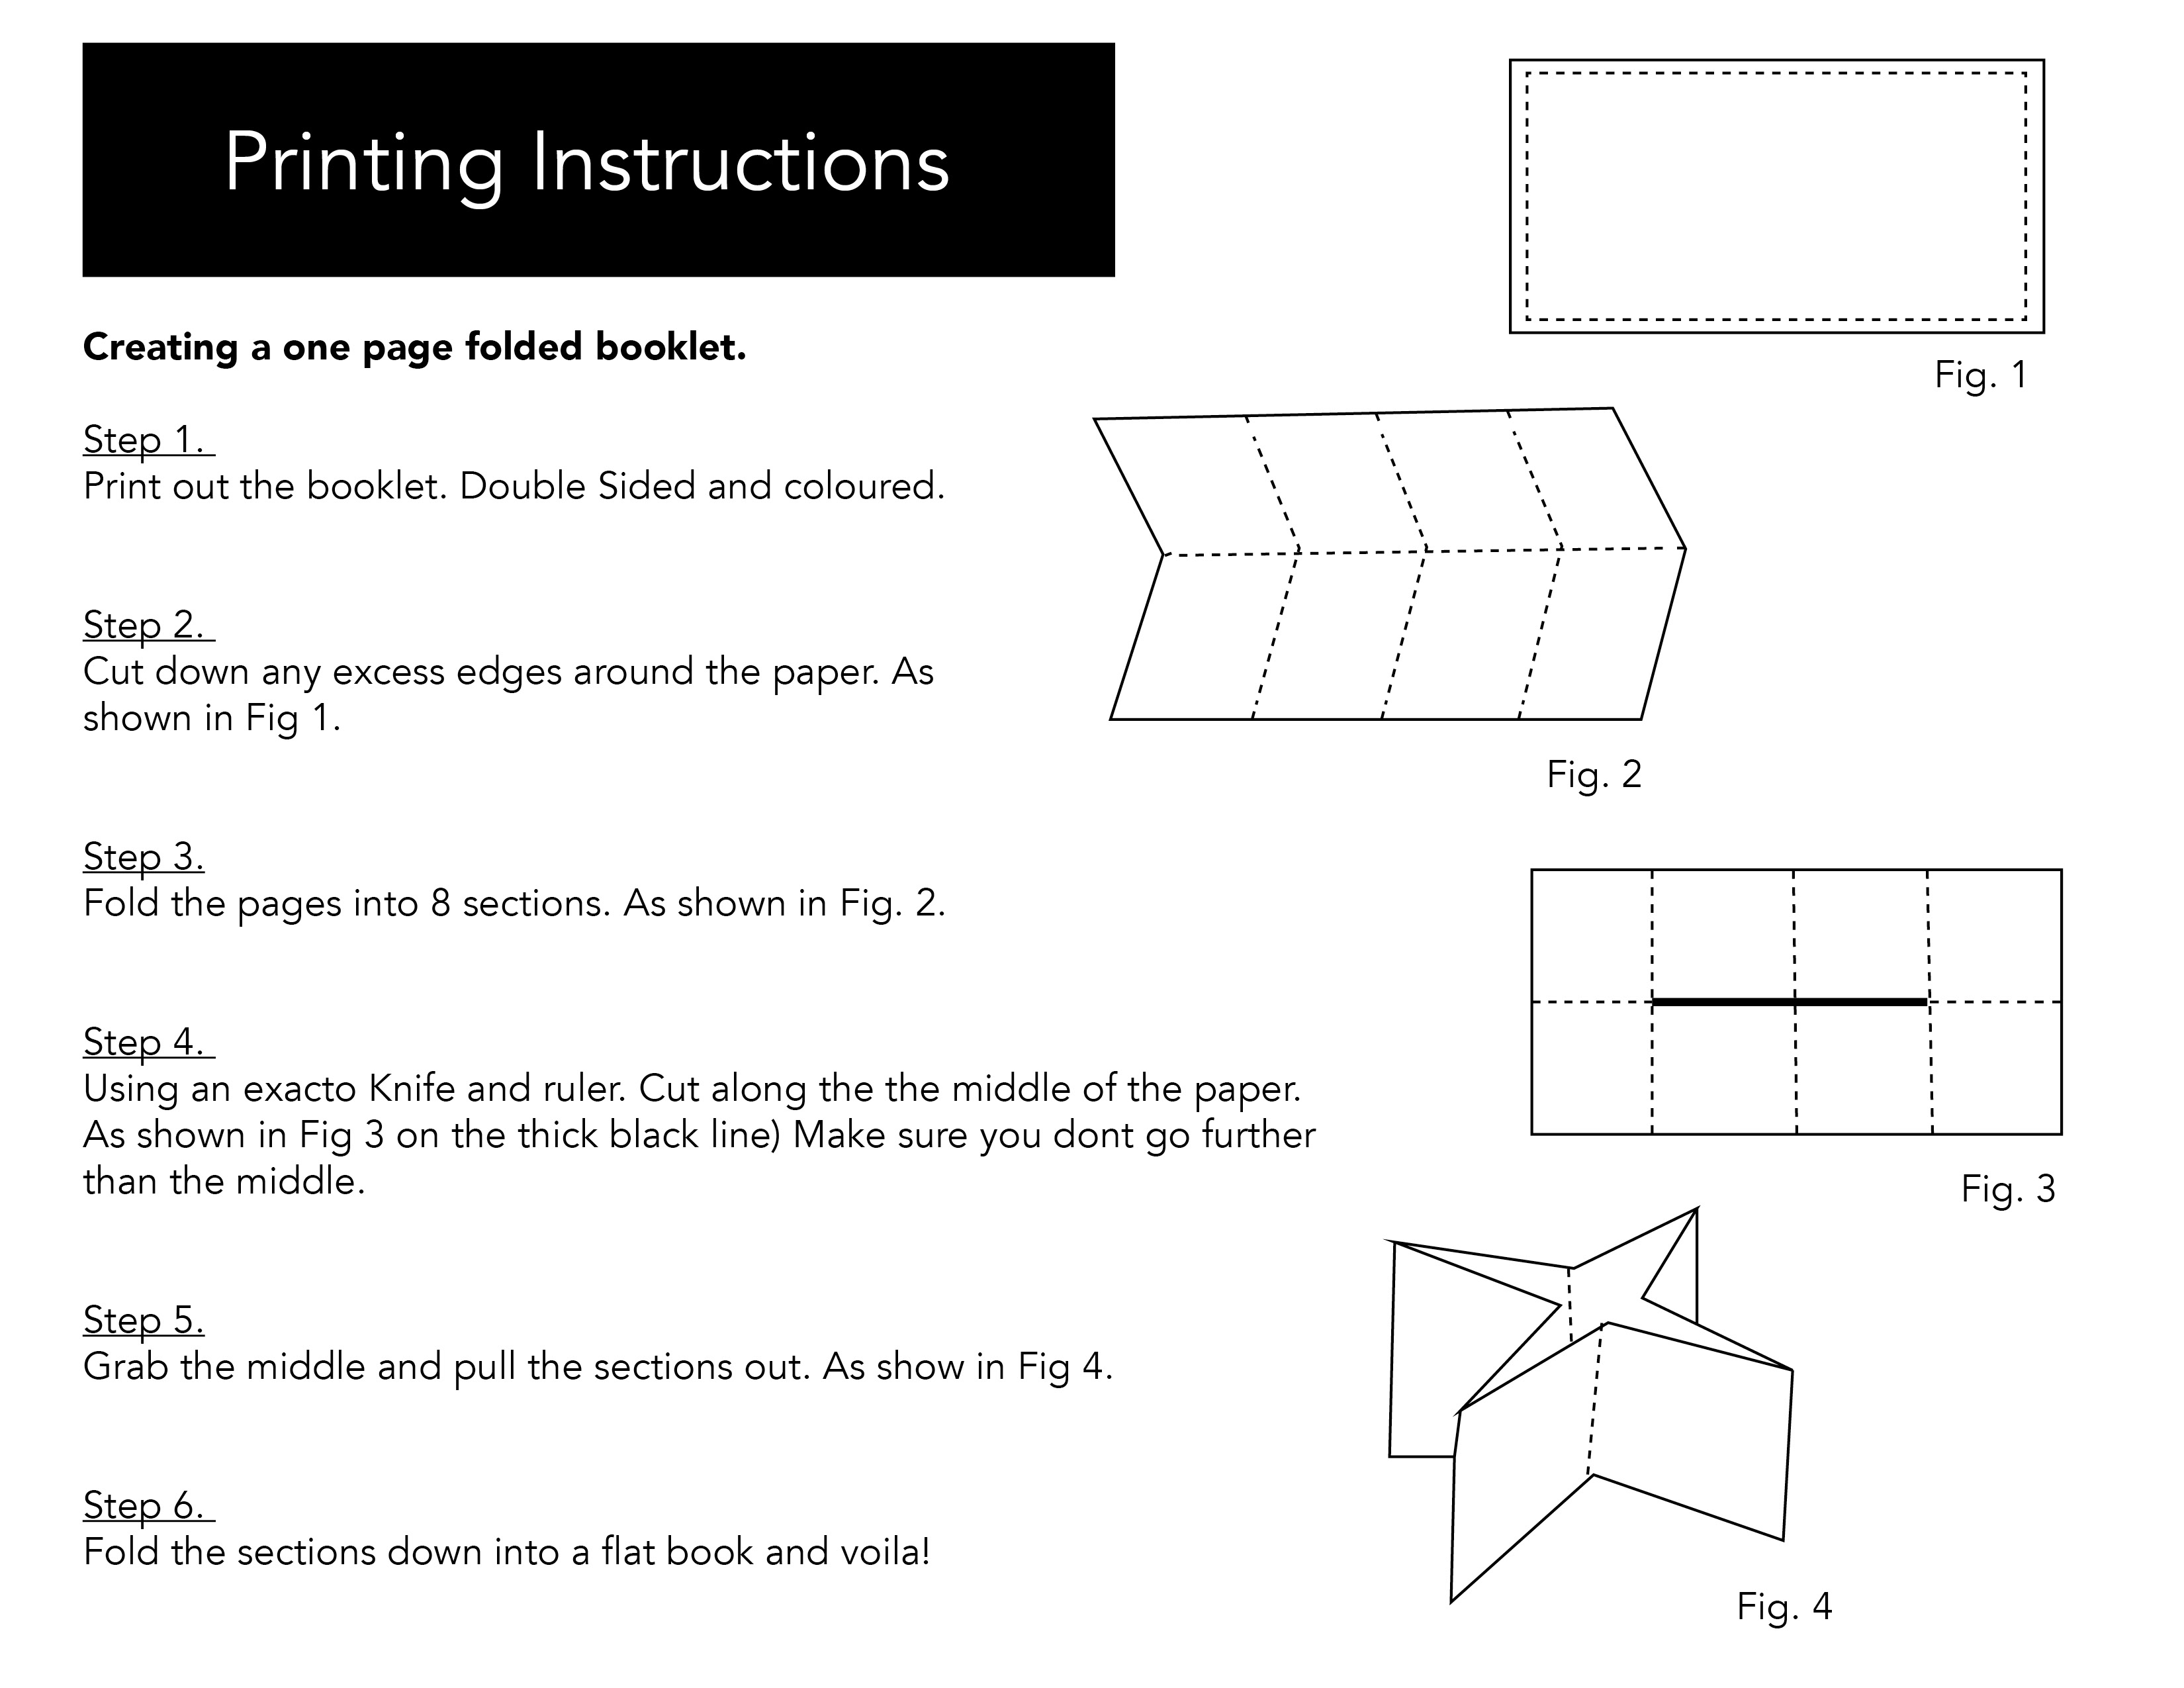 Printing Instructions
Creating a one page folded booklet.
Step 1.
Print out the booklet. Double Sided and coloured.
Step 2.
Cut down any excess edges around the paper. As
shown in Fig 1.
Step 3.
Fold the pages into 8 sections. As shown in Fig. 2.
Step 4.
Using an exacto Knife and ruler. Cut along the the middle of the paper.
As shown in Fig 3 on the thick black line) Make sure you dont go further
than the middle.
Step 5.
Grab the middle and pull the sections out. As show in Fig 4.
Step 6.
Fold the sections down into a flat book and voila!
Fig. 1
Fig. 2
Fig. 3
Fig. 4